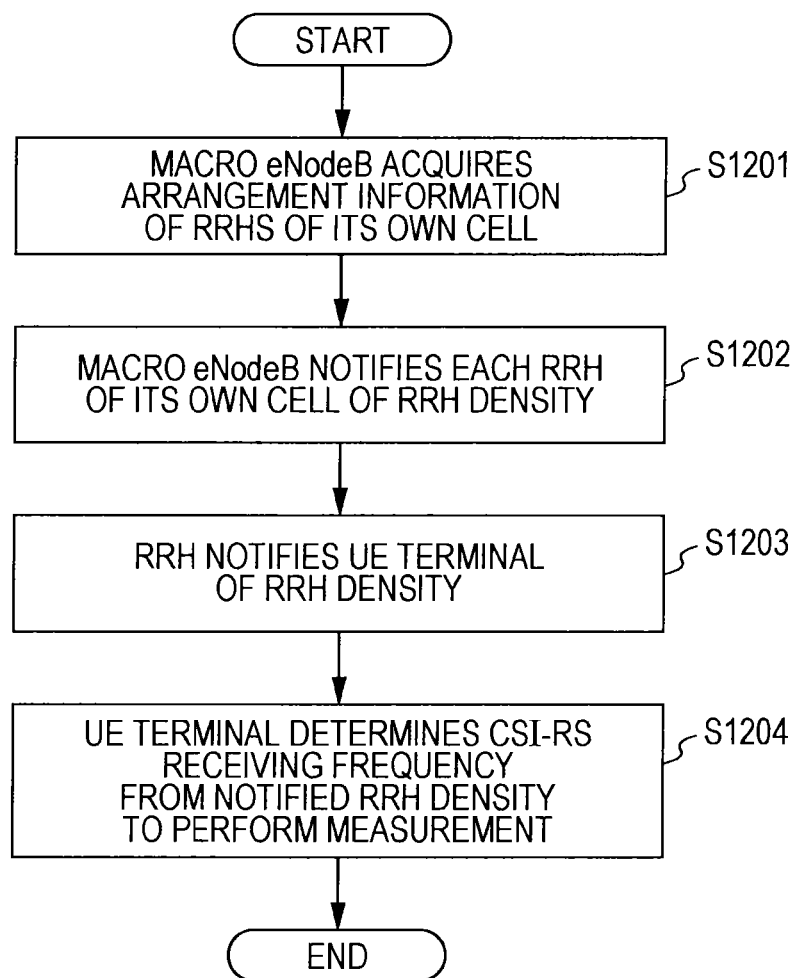 START
MACRO eNodeB ACQUIRES
ARRANGEMENT INFORMATION
OF RRHS OF ITS OWN CELL
S1201
MACRO eNodeB NOTIFIES EACH RRH
OF ITS OWN CELL OF RRH DENSITY
S1202
RRH NOTIFIES UE TERMINAL
OF RRH DENSITY
S1203
UE TERMINAL DETERMINES CSI-RS
RECEIVING FREQUENCY
FROM NOTIFIED RRH DENSITY
TO PERFORM MEASUREMENT
S1204
END